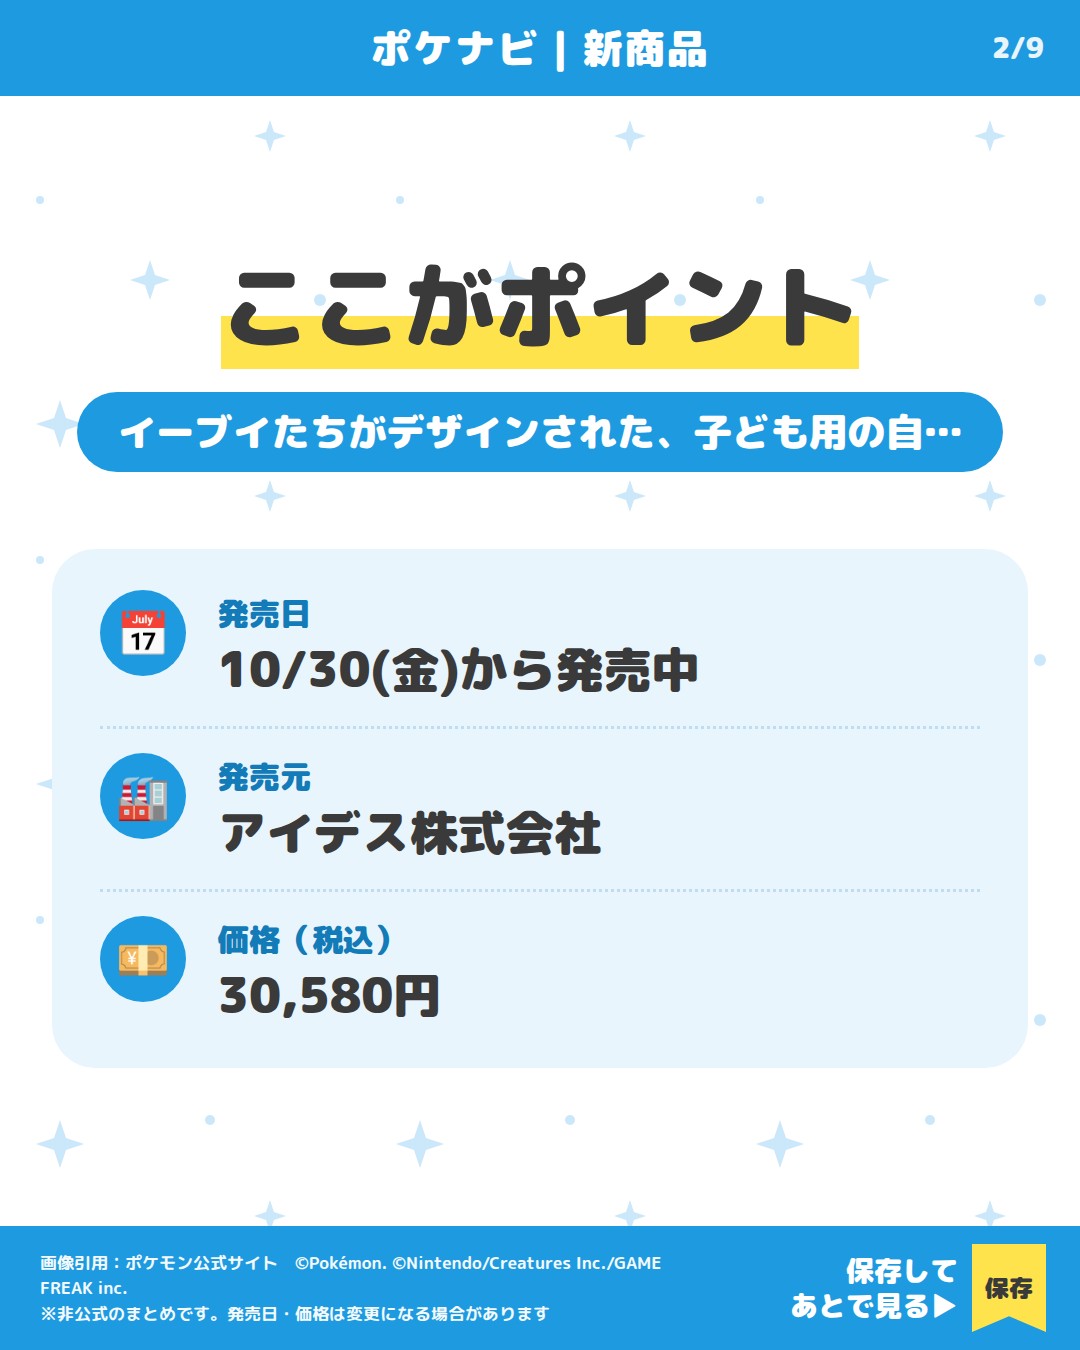 ポケナビ | 新商品
2/9
ここがポイント
イーブイたちがデザインされた、子ども用の自…
July
17
発売日
10/30(金)から発売中
発売元
アイデス株式会社
価格（税込）
30,580円
画像引用：ポケモン公式サイト　©Pokémon. ©Nintendo/Creatures Inc./GAME
FREAK inc.
※非公式のまとめです。発売日・価格は変更になる場合があります
保存して
あとで見る▶
保存